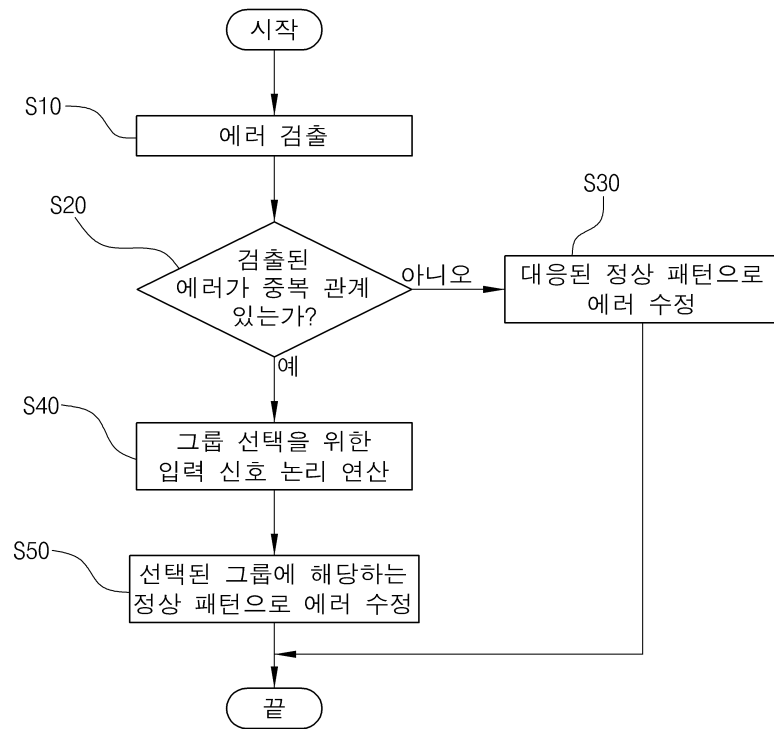 시작
S10
에러 검출
S20
검출된
에러가 중복 관계
있는가?
아니오
S30
대응된 정상 패턴으로
에러 수정
예
S40
그룹 선택을 위한
입력 신호 논리 연산
S50
선택된 그룹에 해당하는
정상 패턴으로 에러 수정
끝